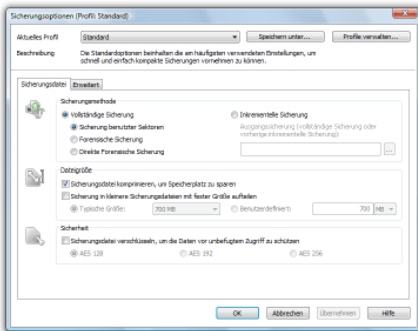 Sicherungsoptionen (Profil: Standard)
Aktuelles Profil
Standard
Speichern unter...
Profile verwalten...
Beschreibung
Die Standardoptionen beinhalten die am häufigsten verwendeten Einstellungen, um
schnell und einfach kompakte Sicherungen vornehmen zu können.
Sicherungsdatei
Erweitert
Sicherungsmethode
Vollständige Sicherung
Inkrementelle Sicherung
Sicherung benutzter Sektoren
Ausgangssicherung (vollständige Sicherung oder
vorherige inkrementelle Sicherung):
Forensische Sicherung
Direkte Forensische Sicherung
...
Dateigröße
Sicherungsdatei komprimieren, um Speicherplatz zu sparen
Sicherung in kleinere Sicherungsdateien mit fester Größe aufteilen
Typische Größe:
700 MB
Benutzerdefiniert:
700
MB
Sicherheit
Sicherungsdatei verschlüsseln, um die Daten vor unbefugtem Zugriff zu schützen
AES 128
AES 192
AES 256
OK
Abbrechen
Übernehmen
Hilfe